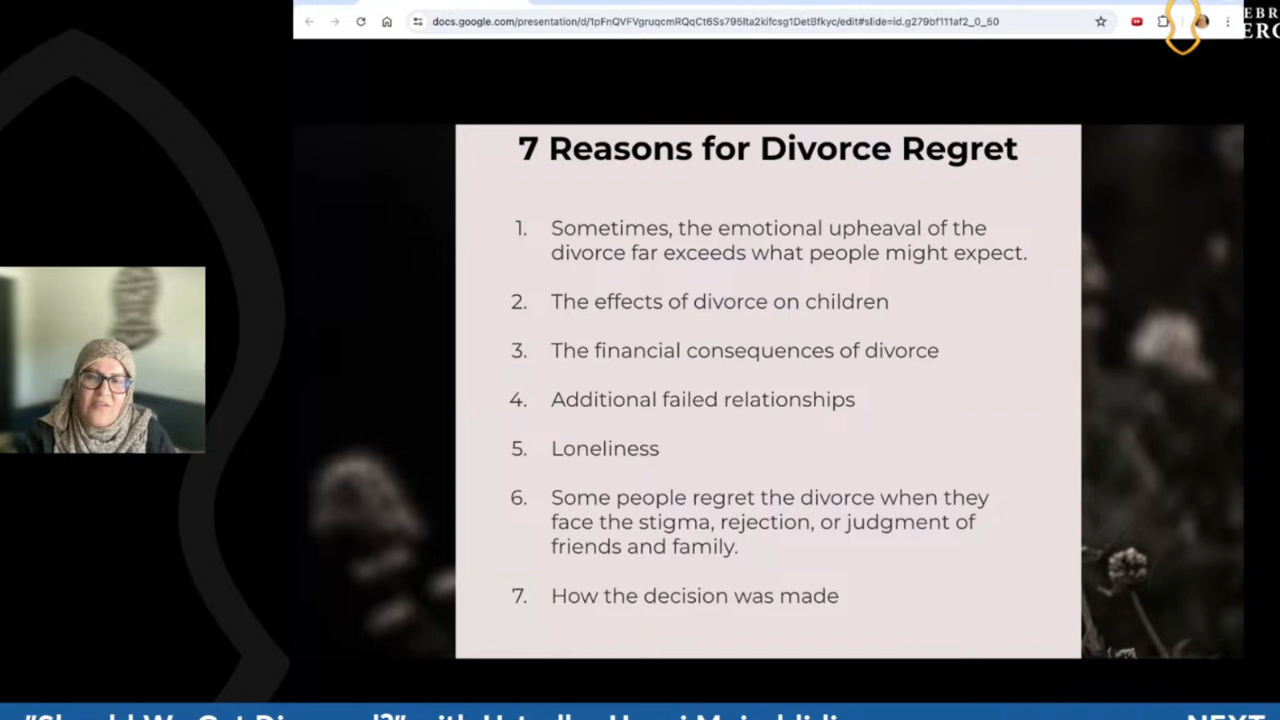 docs.google.com/presentation/d/1pFnQVFVgruqcmRQqCt6Ss795lta2kifcsg1DetBfkyc/edit#slide=id.g279bf111af2_0_50
7 Reasons for Divorce Regret
1. Sometimes, the emotional upheaval of the
divorce far exceeds what people might expect.
2. The effects of divorce on children
3. The financial consequences of divorce
4. Additional failed relationships
5. Loneliness
6. Some people regret the divorce when they
face the stigma, rejection, or judgment of
friends and family.
7. How the decision was made